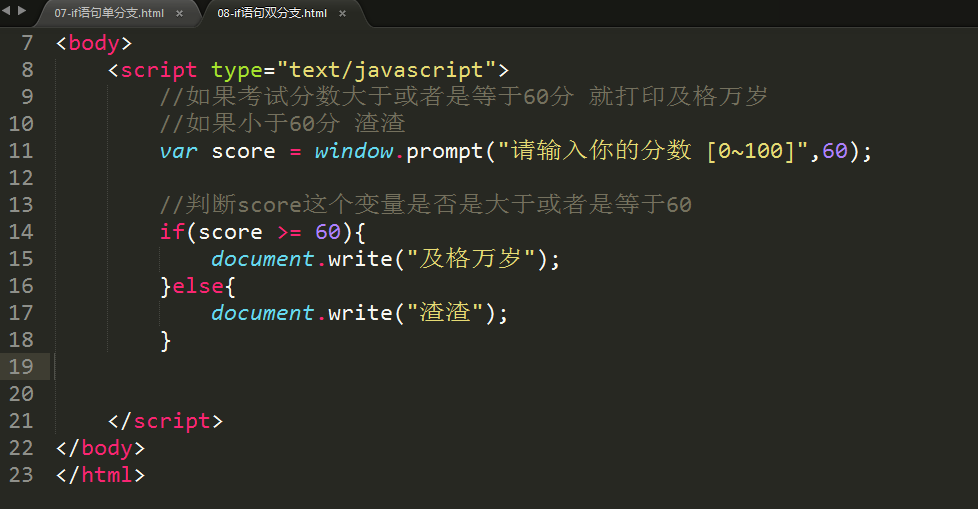 07-if语句单分支.html × 08-if语句双分支.html ×
7 <body>
8 <script type="text/javascript">
9 //如果考试分数大于或者是等于60分 就打印及格万岁
10 //如果小于60分 渣渣
11 var score = window.prompt("请输入你的分数 [0~100]",60);
12
13 //判断score这个变量是否是大于或者是等于60
14 if(score >= 60){
15 document.write("及格万岁");
16 }else{
17 document.write("渣渣");
18 }
19
20
21 </script>
22 </body>
23 </html>